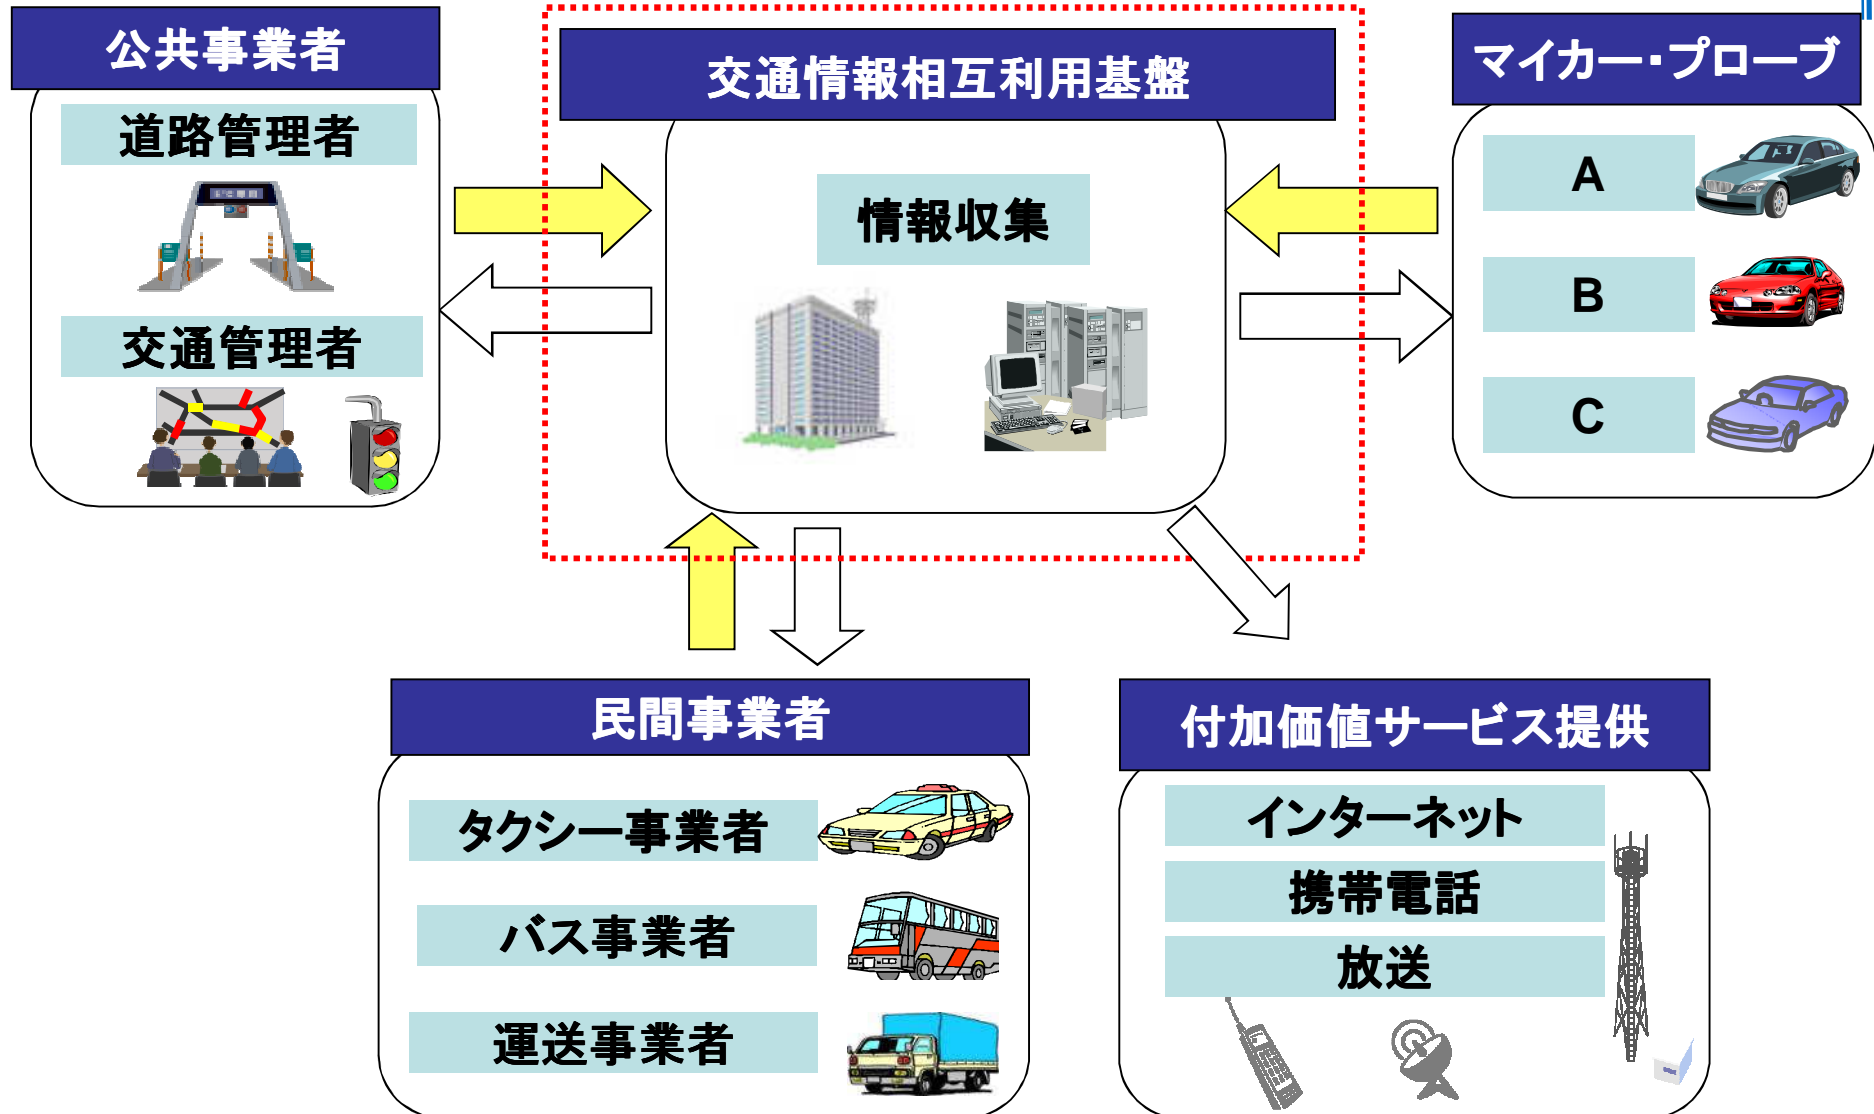 公共事業者
道路管理者
交通管理者
交通情報相互利用基盤
情報収集
マイカー・プローブ
A
B
C
民間事業者
タクシー事業者
バス事業者
運送事業者
付加価値サービス提供
インターネット
携帯電話
放送